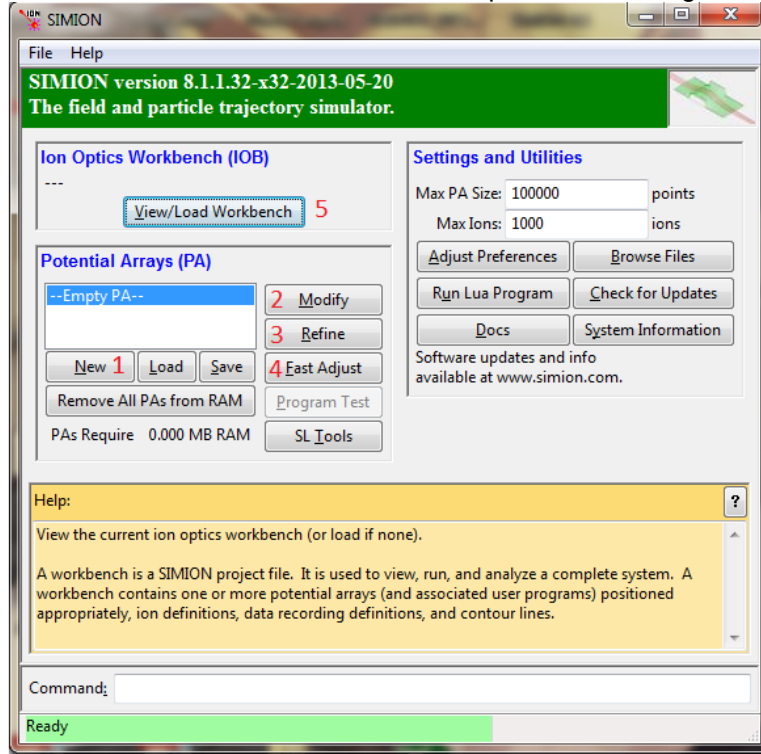 SIMION
File Help
SIMION version 8.1.1.32-x32-2013-05-20
The field and particle trajectory simulator.
Ion Optics Workbench (IOB)
---
View/Load Workbench 5
Potential Arrays (PA)
--Empty PA--
2 Modify
3 Refine
New 1 Load Save
4 Fast Adjust
Remove All PAs from RAM
Program Test
PAs Require 0.000 MB RAM
SL Tools
Settings and Utilities
Max PA Size: 100000 points
Max Ions: 1000 ions
Adjust Preferences Browse Files
Run Lua Program Check for Updates
Docs System Information
Software updates and info
available at www.simion.com.
Help: ?
View the current ion optics workbench (or load if none).
A workbench is a SIMION project file. It is used to view, run, and analyze a complete system. A
workbench contains one or more potential arrays (and associated user programs) positioned
appropriately, ion definitions, data recording definitions, and contour lines.
Command:
Ready